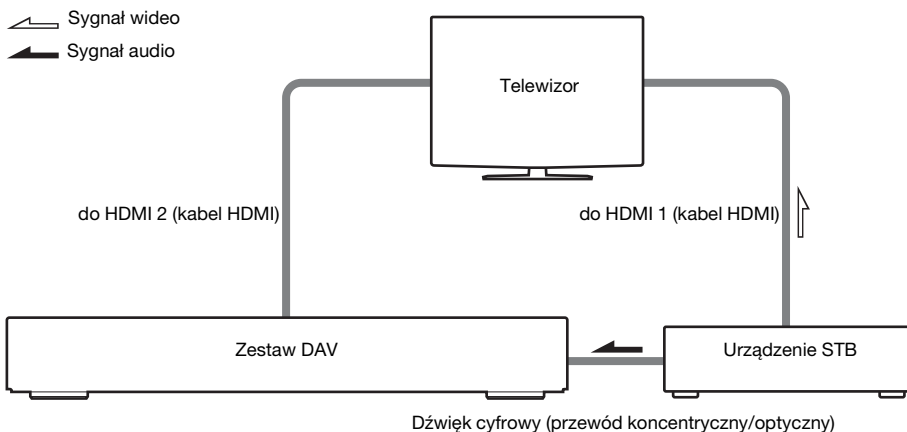 Sygnał wideo
Sygnał audio
Telewizor
do HDMI 2 (kabel HDMI)
do HDMI 1 (kabel HDMI)
Zestaw DAV
Urządzenie STB
Dźwięk cyfrowy (przewód koncentryczny/optyczny)